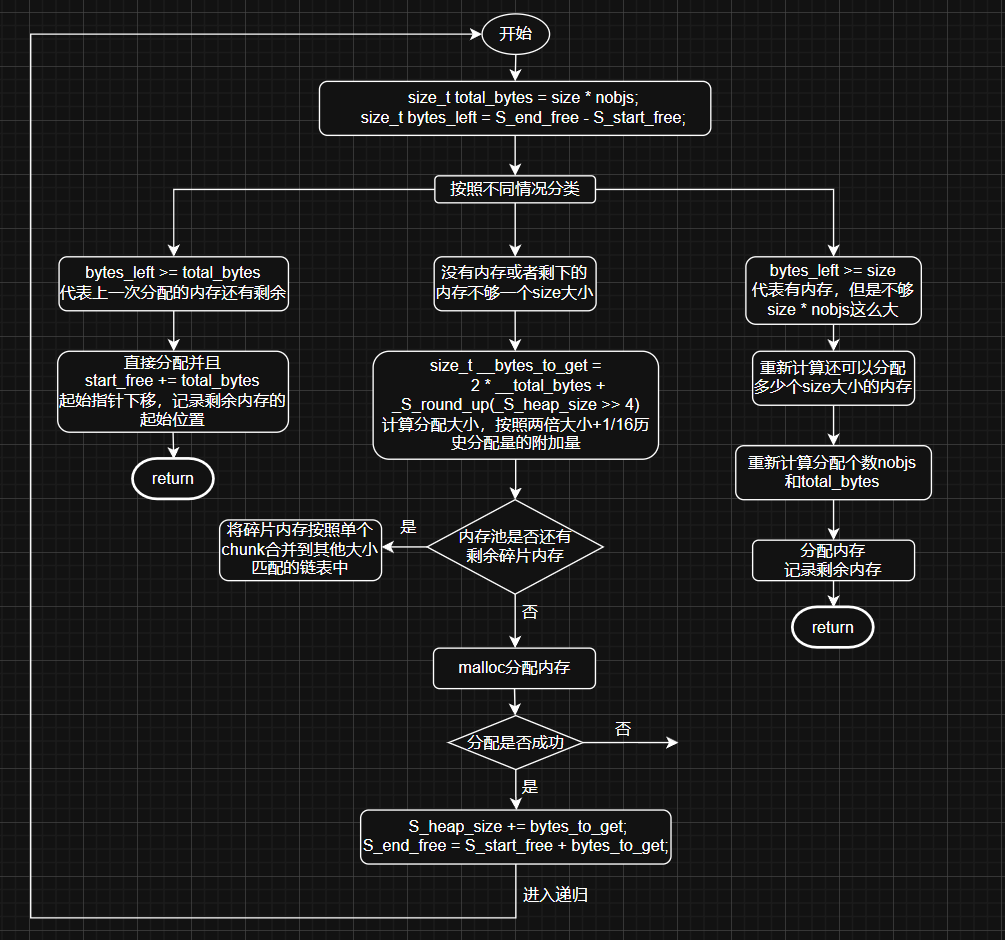 开始
size_t total_bytes = size * nobjs;
size_t bytes_left = S_end_free - S_start_free;
按照不同情况分类
bytes_left >= total_bytes
代表上一次分配的内存还有剩余
直接分配并且
start_free += total_bytes
起始指针下移，记录剩余内存的
起始位置
return
没有内存或者剩下的
内存不够一个size大小
size_t __bytes_to_get =
2 * __total_bytes +
_S_round_up(_S_heap_size >> 4)
计算分配大小，按照两倍大小+1/16历
史分配量的附加量
内存池是否还有
剩余碎片内存
是
将碎片内存按照单个
chunk合并到其他大小
匹配的链表中
否
malloc分配内存
分配是否成功
否
是
S_heap_size += bytes_to_get;
S_end_free = S_start_free + bytes_to_get;
进入递归
bytes_left >= size
代表有内存，但是不够
size * nobjs这么大
重新计算还可以分配
多少个size大小的内存
重新计算分配个数nobjs
和total_bytes
分配内存
记录剩余内存
return